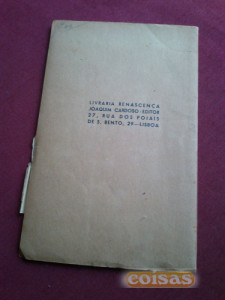 LIVRARIA RENASCENÇA
JOAQUIM CARDOSO EDITOR
27, RUA DOS POIAIS
DE S. BENTO, 29—LISBOA
coisas